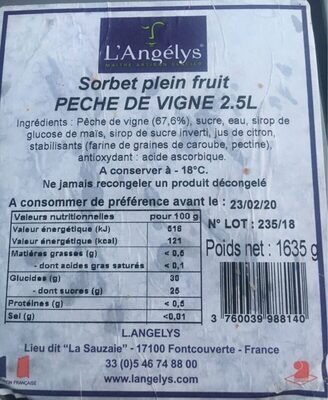 L'Angélys
MAITRE ARTISAN GLACIER
Sorbet plein fruit
PECHE DE VIGNE 2.5L
Ingrédients : Pêche de vigne (67,6%), sucre, eau, sirop de
glucose de maïs, sirop de sucre inverti, jus de citron,
stabilisants (farine de graines de caroube, pectine),
antioxydant : acide ascorbique.
A conserver à - 18°C.
Ne jamais recongeler un produit décongelé
A consommer de préférence avant le : 23/02/20
Valeurs nutritionnelles pour 100 g
Valeur énergétique (kJ) 518
Valeur énergétique (kcal) 121
Matières grasses (g) < 0,5
- dont acides gras saturés < 0,1
Glucides (g) 30
- dont sucres (g) 25
Protéines (g) < 0,5
Sel (g) <0,01
N° LOT : 235/18
Poids net : 1635 g
3 760039 988140
L.ANGELYS
Lieu dit "La Sauzaie" - 17100 Fontcouverte - France
33 (0)5 46 74 88 00
www.langelys.com